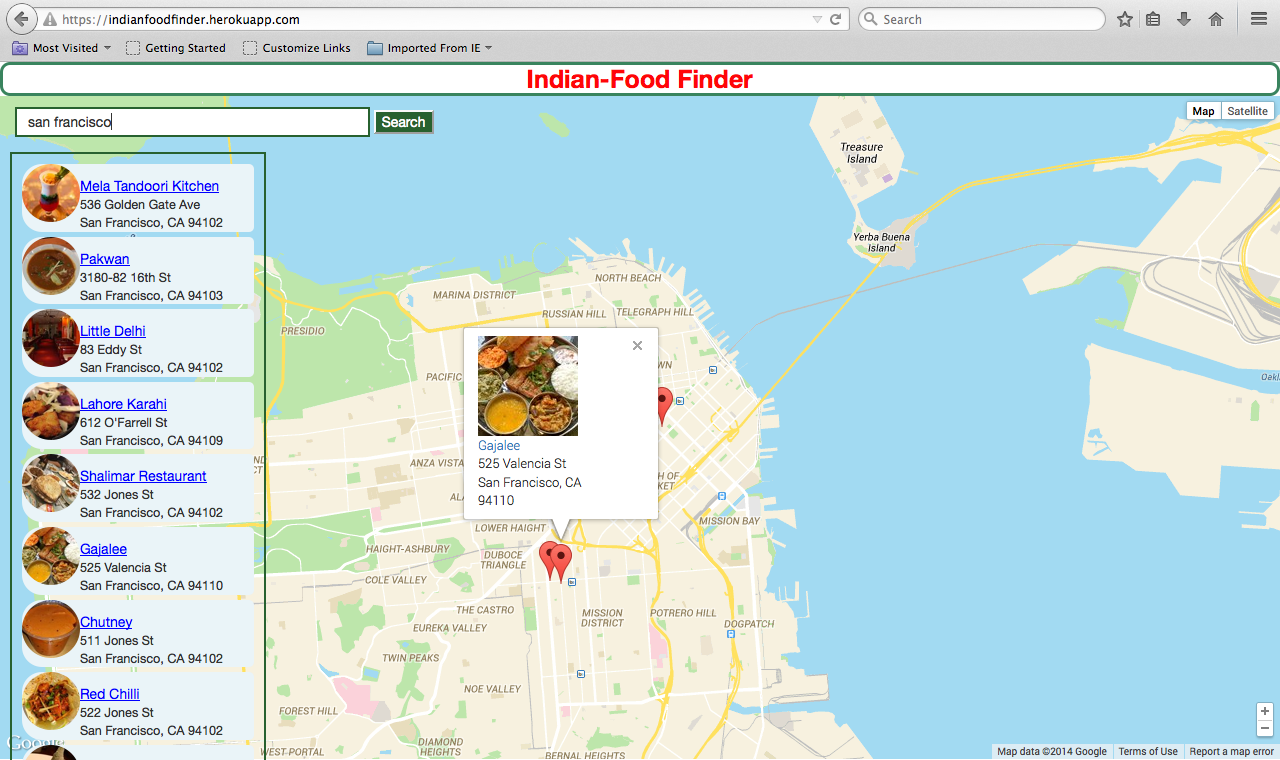 https://indianfoodfinder.herokuapp.com
Search
Most Visited
Getting Started
Customize Links
Imported From IE
Indian-Food Finder
san francisco
Search
Map
Satellite
Mela Tandoori Kitchen
536 Golden Gate Ave
San Francisco, CA 94102
Pakwan
3180-82 16th St
San Francisco, CA 94103
Little Delhi
83 Eddy St
San Francisco, CA 94102
Lahore Karahi
612 O'Farrell St
San Francisco, CA 94109
Shalimar Restaurant
532 Jones St
San Francisco, CA 94102
Gajalee
525 Valencia St
San Francisco, CA 94110
Chutney
511 Jones St
San Francisco, CA 94102
Red Chilli
522 Jones St
San Francisco, CA 94102
Google
Treasure
Island
Yerba Buena
Island
NORTH BEACH
MARINA DISTRICT
RUSSIAN HILL
TELEGRAPH HILL
PRESIDIO
PACIFIC
Gajalee
525 Valencia St
San Francisco, CA
94110
ANZA VISTA
LOWER HAIGHT
MISSION BAY
HAIGHT-ASHBURY
DUBOCE
TRIANGLE
COLE VALLEY
THE CASTRO
MISSION
DISTRICT
POTRERO HILL
DOGPATCH
EUREKA VALLEY
TWIN PEAKS
NOE VALLEY
FOREST HILL
WEST-PORTAL
DIAMOND
HEIGHTS
BERNAL HEIGHTS
+
−
Map data ©2014 Google
Terms of Use
Report a map error